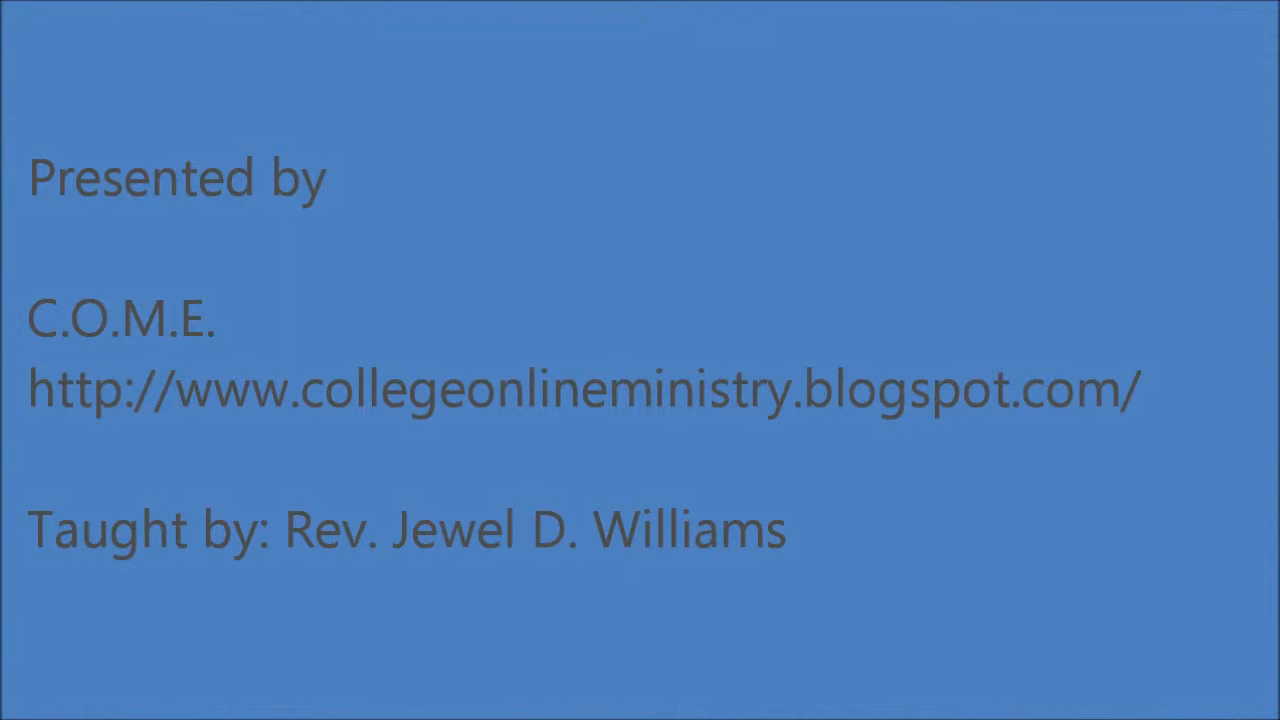 Presented by
C.O.M.E.
http://www.collegeonlineministry.blogspot.com/
Taught by: Rev. Jewel D. Williams